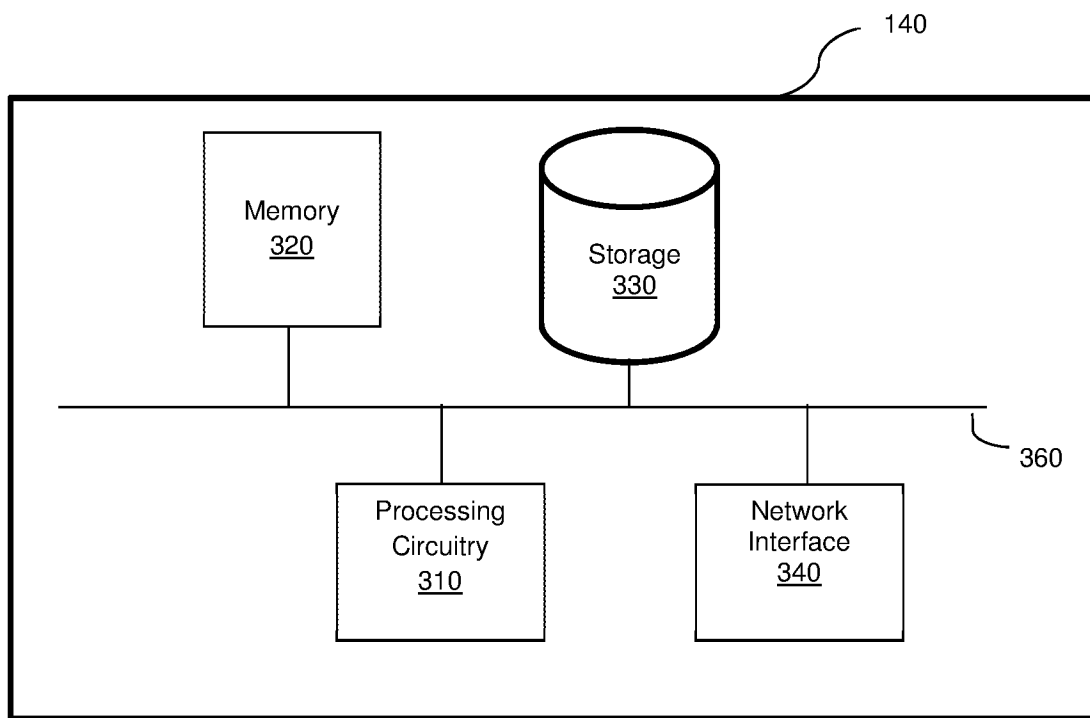 140
Memory
320
Storage
330
360
Processing
Circuitry
310
Network
Interface
340